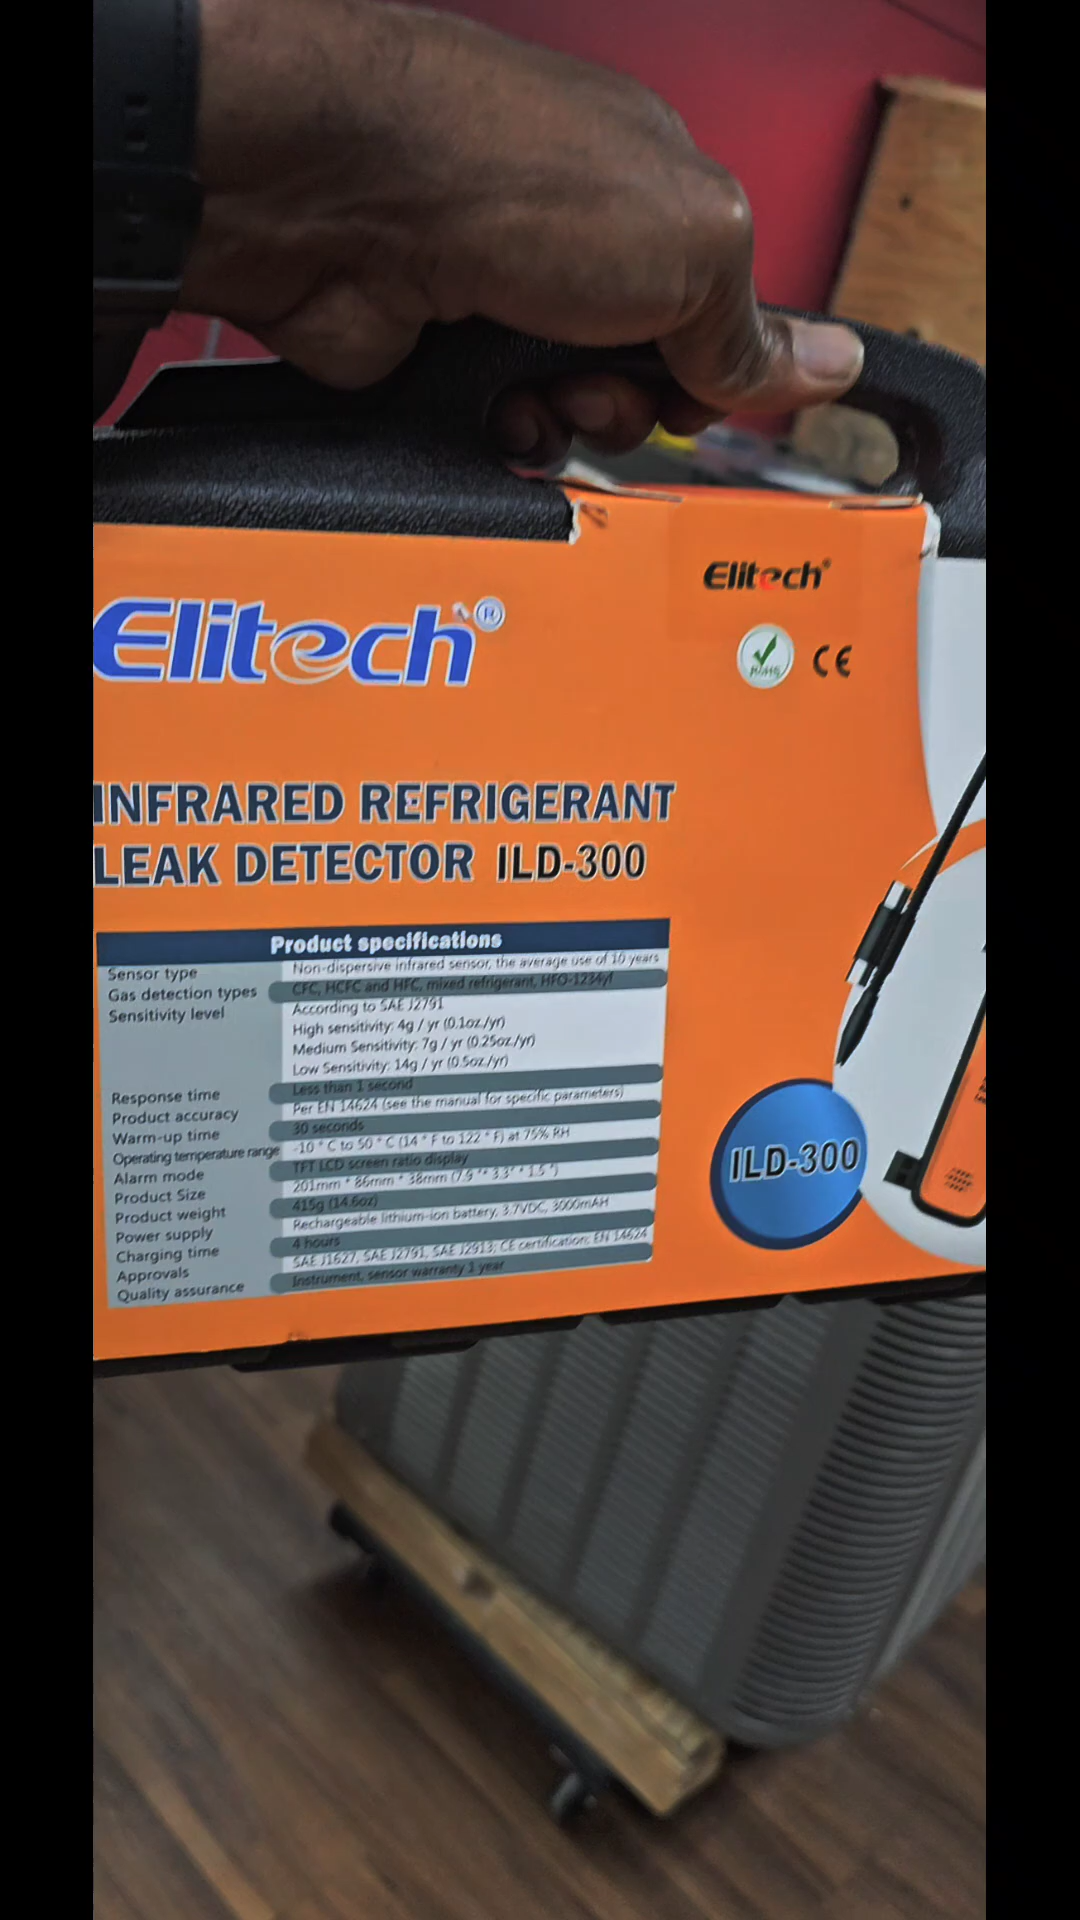 Elitech®
Elitech®
RoHS
CE
INFRARED REFRIGERANT
LEAK DETECTOR ILD-300
Product specifications
Sensor type Non-dispersive infrared sensor, the average use of 10 years
Gas detection types CFC, HCFC and HFC, mixed refrigerant, HFO-1234yf
Sensitivity level According to SAE J2791
High sensitivity: 4g / yr (0.1oz./yr)
Medium Sensitivity: 7g / yr (0.25oz./yr)
Low Sensitivity: 14g / yr (0.5oz./yr)
Response time Less than 1 second
Product accuracy Per EN 14624 (see the manual for specific parameters)
Warm-up time 30 seconds
Operating temperature range -10 ° C to 50 ° C (14 ° F to 122 ° F) at 75% RH
Alarm mode TFT LCD screen ratio display
Product Size 201mm * 86mm * 38mm (7.9 "* 3.3" * 1.5 ")
Product weight 415g (14.6oz)
Power supply Rechargeable lithium-ion battery, 3.7VDC, 3000mAH
Charging time 4 hours
Approvals SAE J1627, SAE J2791, SAE J2913; CE certification: EN 14624
Quality assurance Instrument, sensor warranty 1 year
ILD-300